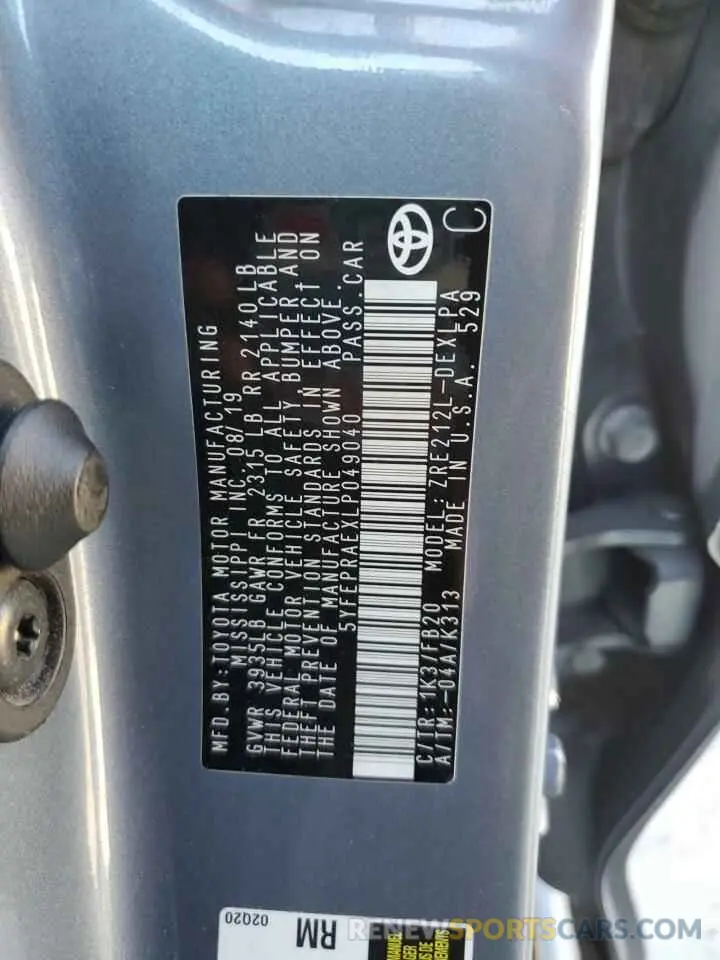 MFD.BY:TOYOTA MOTOR MANUFACTURING
MISSISSIPPI INC. 08/19
GVWR 3935LB GAWR FR 2315 LB RR 2140 LB
THIS VEHICLE CONFORMS TO ALL APPLICABLE
FEDERAL MOTOR VEHICLE SAFETY, BUMPER,AND
THEFT PREVENTION STANDARDS IN EFFECT ON
THE DATE OF MANUFACTURE SHOWN ABOVE.
5YFEPRAEXLP049040 PASS.CAR
C/TR:1K3/FB20 MODEL:ZRE212L-DEXLPA
A/TM:-04A/K313 MADE IN U.S.A. 529
C
02Q20
RM
RENEWSOFCARS.COM